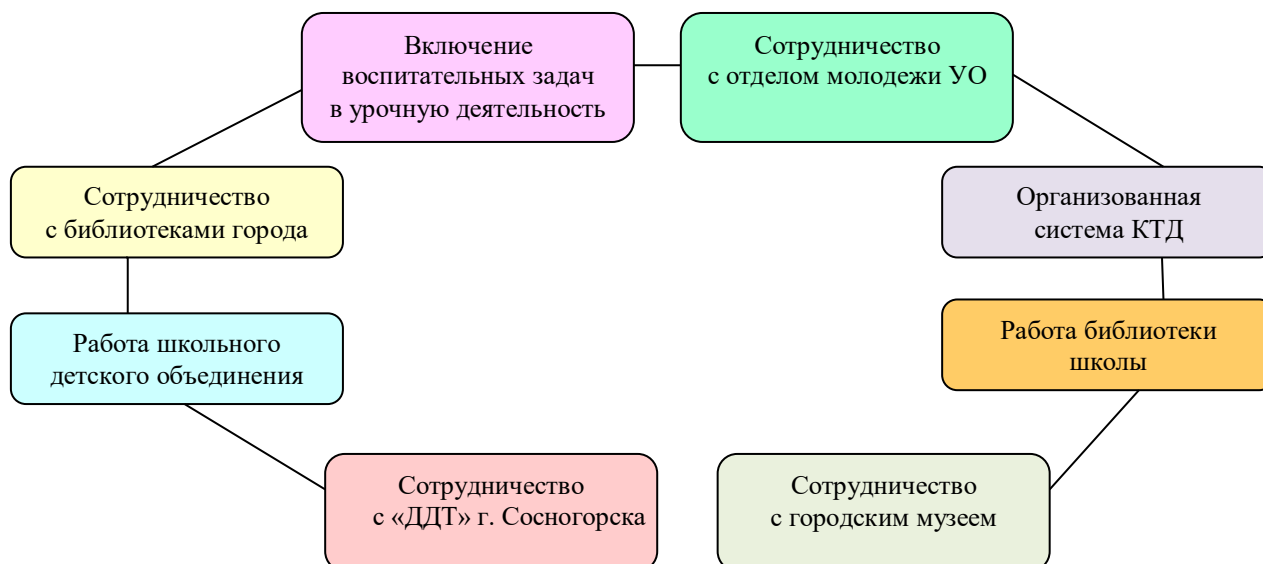 Включение
воспитательных задач
в урочную деятельность
Сотрудничество
с отделом молодежи УО
Сотрудничество
с библиотеками города
Организованная
система КТД
Работа школьного
детского объединения
Работа библиотеки
школы
Сотрудничество
с «ДДТ» г. Сосногорска
Сотрудничество
с городским музеем